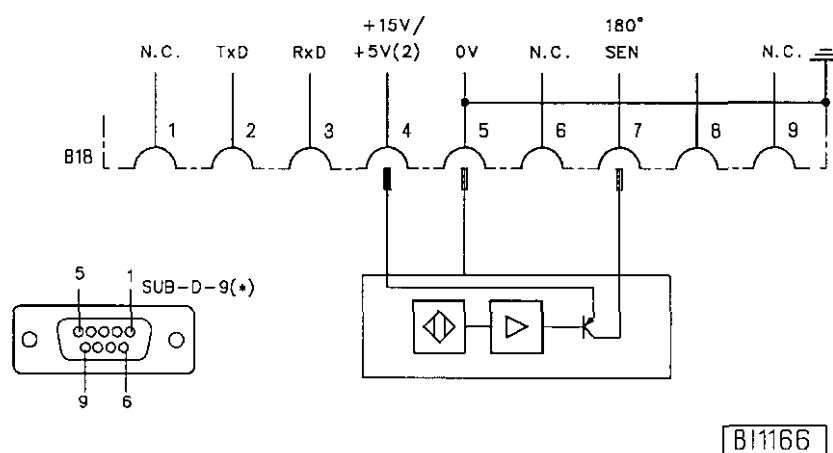 +15V/ 180°
N.C. TxD RxD +5V(2) 0V N.C. SEN N.C.
1 2 3 4 5 6 7 8 9
B18
5 1 SUB-D-9(*)
9 6
BI1166